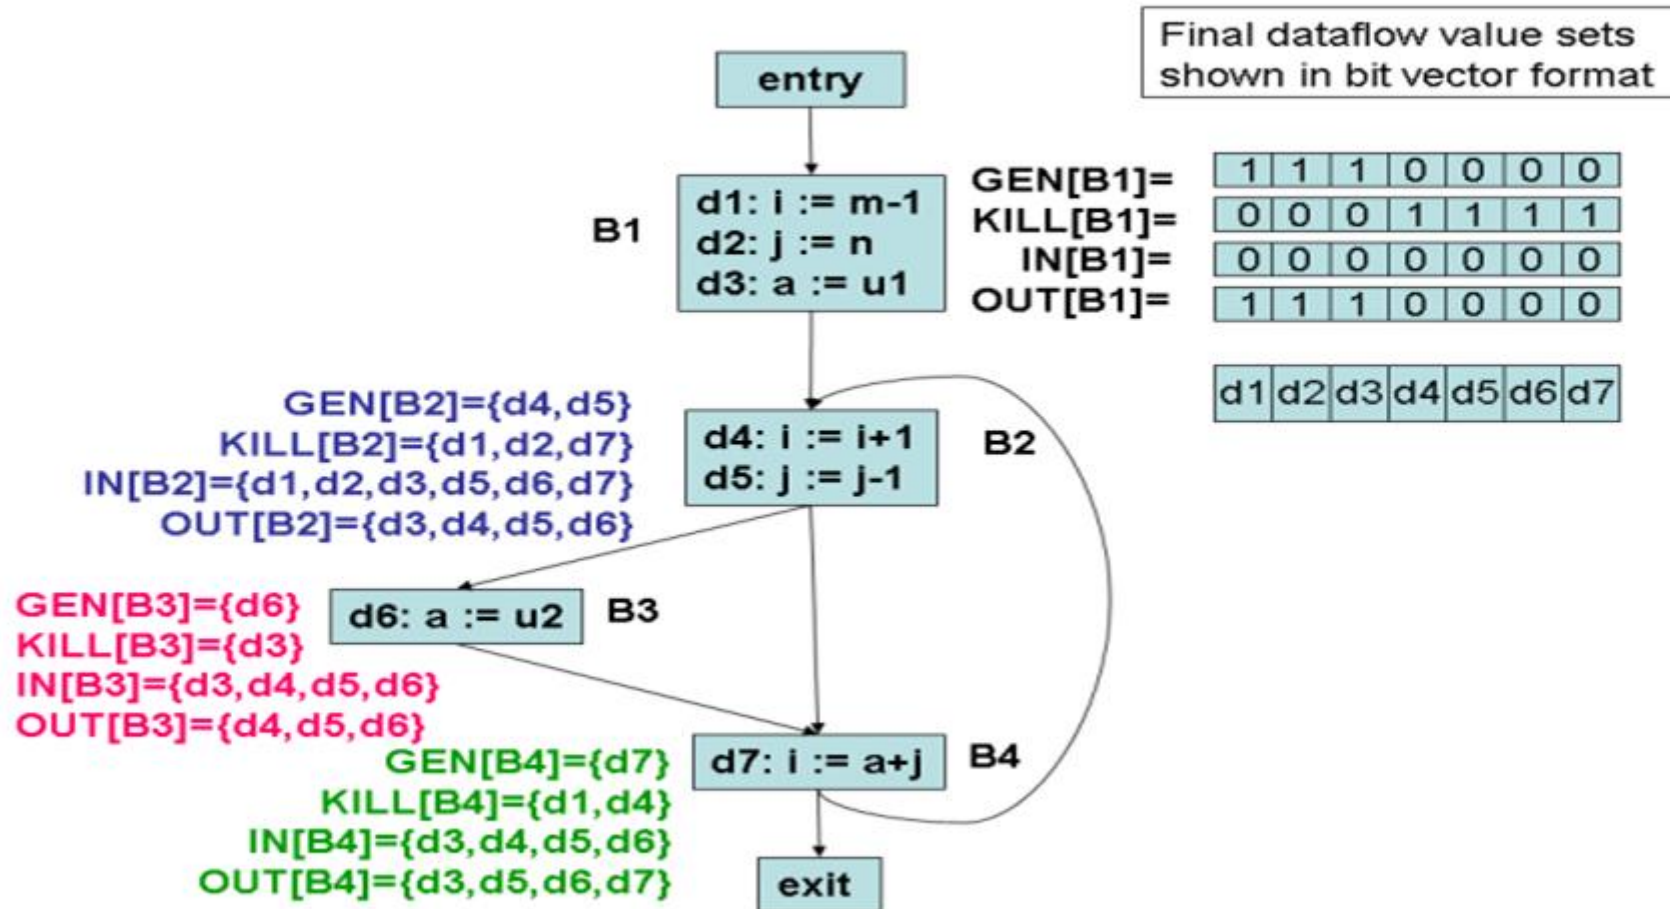 Final dataflow value sets
shown in bit vector format
entry
B1
d1: i := m-1
d2: j := n
d3: a := u1
GEN[B1]= 1 1 1 0 0 0 0
KILL[B1]= 0 0 0 1 1 1 1
IN[B1]= 0 0 0 0 0 0 0
OUT[B1]= 1 1 1 0 0 0 0
d1 d2 d3 d4 d5 d6 d7
GEN[B2]={d4,d5}
KILL[B2]={d1,d2,d7}
IN[B2]={d1,d2,d3,d5,d6,d7}
OUT[B2]={d3,d4,d5,d6}
d4: i := i+1
d5: j := j-1
B2
GEN[B3]={d6}
KILL[B3]={d3}
IN[B3]={d3,d4,d5,d6}
OUT[B3]={d4,d5,d6}
d6: a := u2
B3
GEN[B4]={d7}
KILL[B4]={d1,d4}
IN[B4]={d3,d4,d5,d6}
OUT[B4]={d3,d5,d6,d7}
d7: i := a+j
B4
exit